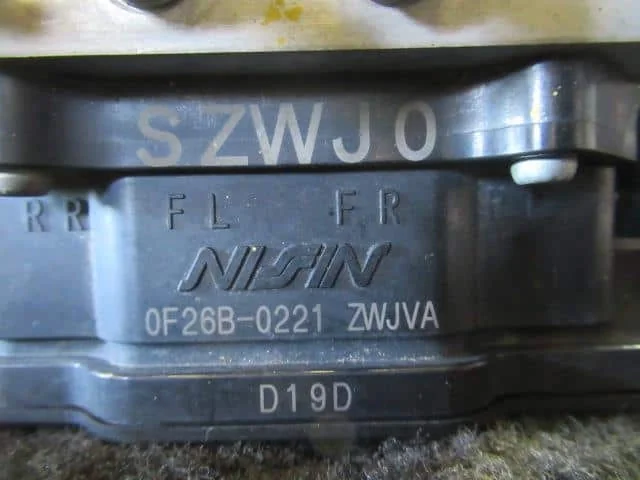 SZWJ0
RR FL FR
NISSIN
0F26B-0221 ZWJVA
D19D